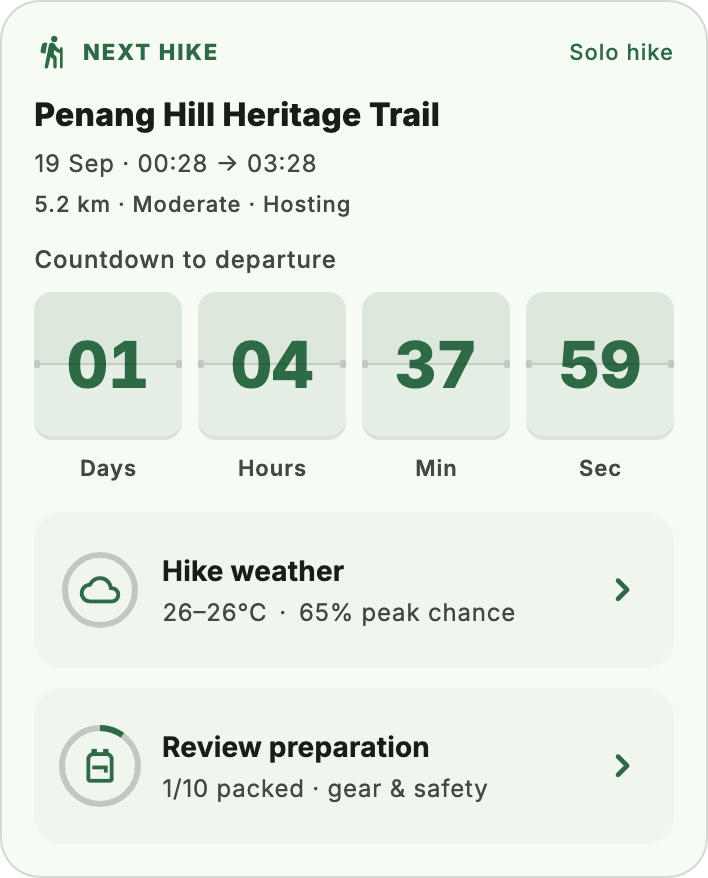 NEXT HIKE
Solo hike
Penang Hill Heritage Trail
19 Sep · 00:28 → 03:28
5.2 km · Moderate · Hosting
Countdown to departure
01 04 37 59
Days Hours Min Sec
Hike weather
26–26°C · 65% peak chance
Review preparation
1/10 packed · gear & safety